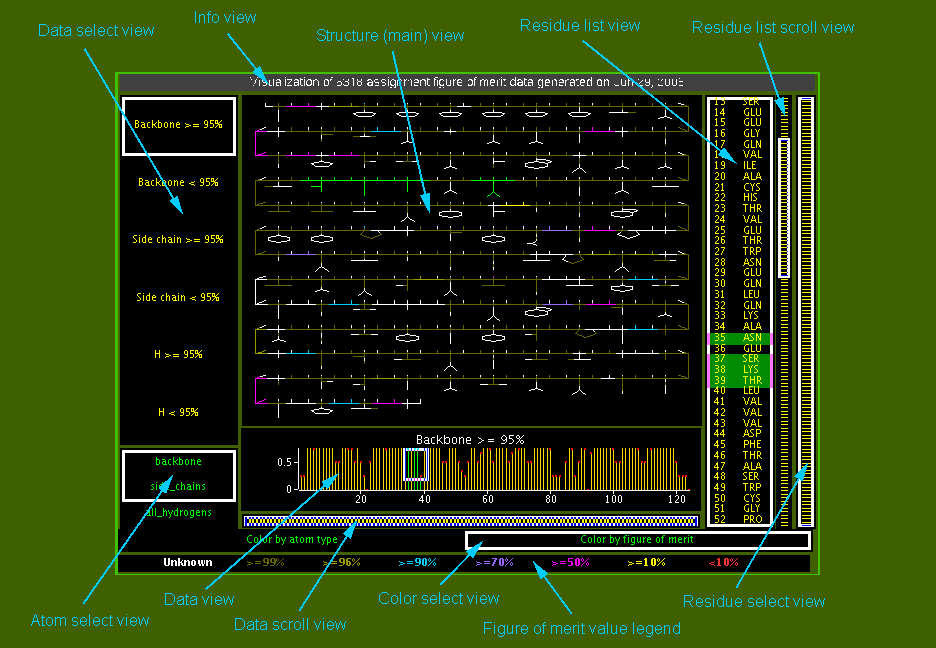 Info view
Data select view
Structure (main) view
Residue list view
Residue list scroll view
Visualization of 5318 assignment figure of merit data generated on Jun 29, 2005
Backbone >= 95%
Backbone < 95%
Side chain >= 95%
Side chain < 95%
H >= 95%
H < 95%
13 SER
14 GLU
15 GLU
16 GLY
17 GLN
18 VAL
19 ILE
20 ALA
21 CYS
22 HIS
23 THR
24 VAL
25 GLU
26 THR
27 TRP
28 ASN
29 GLU
30 GLN
31 LEU
32 GLN
33 LYS
34 ALA
35 ASN
36 GLU
37 SER
38 LYS
39 THR
40 LEU
41 VAL
42 VAL
43 VAL
44 ASP
45 PHE
46 THR
47 ALA
48 SER
49 TRP
50 CYS
51 GLY
52 PRO
backbone
side_chains
all_hydrogens
Backbone >= 95%
0.5
0
20 40 60 80 100 120
Color by atom type
Color by figure of merit
Unknown >=99% >=96% >=90% >=70% >=50% >=10% <10%
Data view
Color select view
Residue select view
Atom select view
Data scroll view
Figure of merit value legend